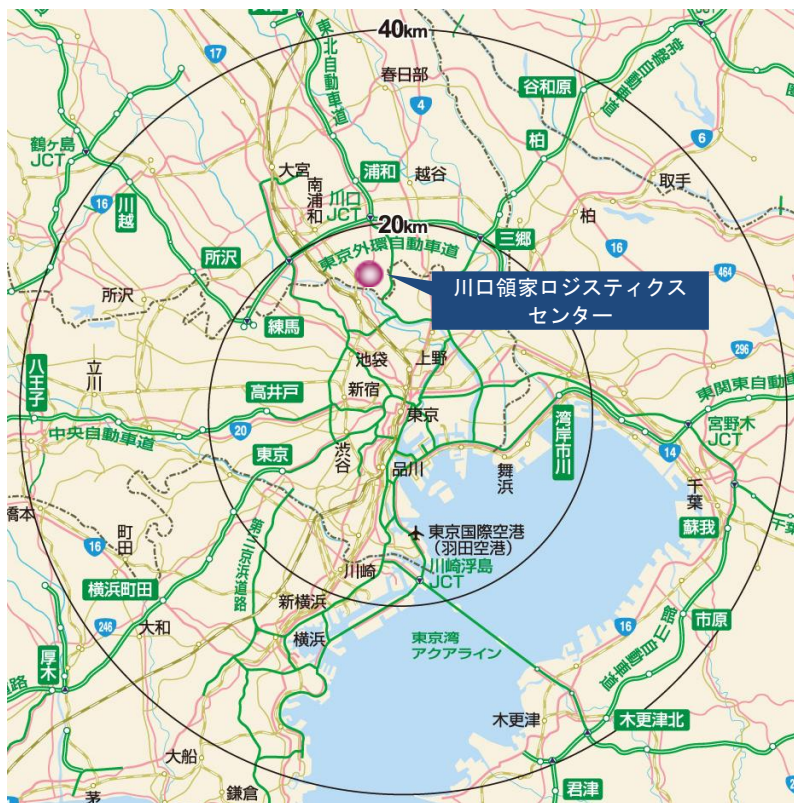 40km
17
東北自動車道
春日部
4
谷和原
常磐自動車道
6
鶴ヶ島
JCT
大宮
浦和
越谷
柏
取手
16
川越
南浦和
川口
JCT
柏
20km
三郷
16
所沢
東京外環自動車道
464
川口領家ロジスティクス
センター
所沢
練馬
296
八王子
立川
池袋
上野
高井戸
新宿
東関東自動車
20
東京
宮野木
JCT
中央自動車道
東京
渋谷
湾岸市川
14
品川
舞浜
千葉
橋本
町田
蘇我
千葉
16
第三京浜道路
東京国際空港
(羽田空港)
川崎
川崎浮島
JCT
横浜町田
新横浜
246
大和
横浜
東京湾
アクアライン
16
市原
館山自動車道
厚木
路
木更津
木更津北
大船
鎌倉
君津
茅